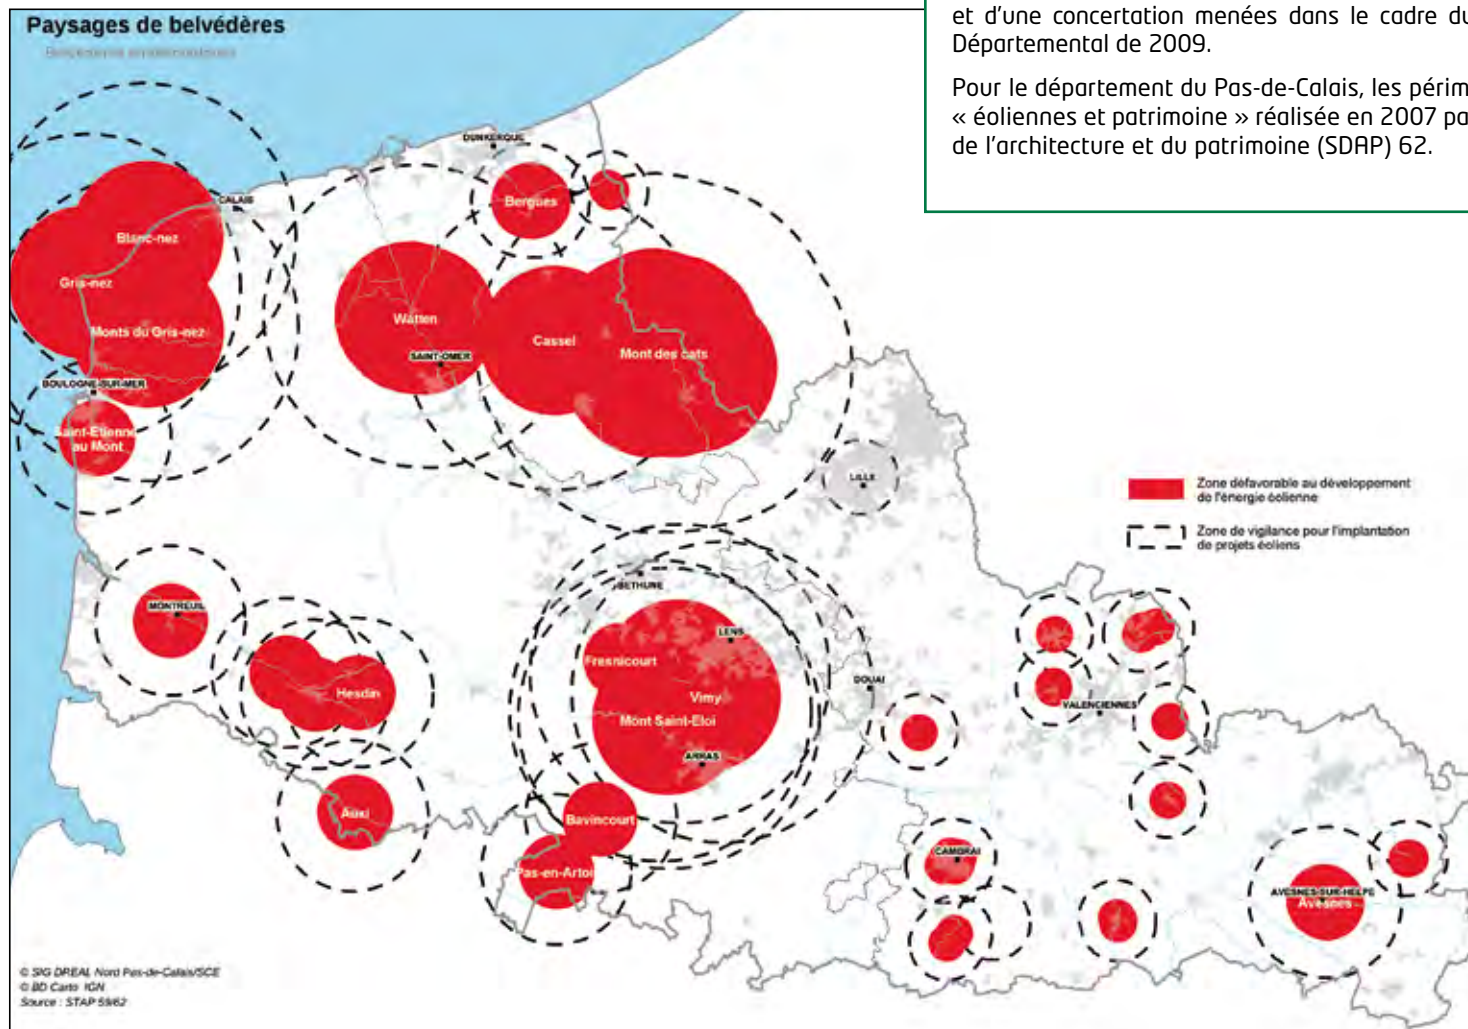 Paysages de belvédères
et d'une concertation menées dans le cadre du
Départemental de 2009.
Pour le département du Pas-de-Calais, les périm
« éoliennes et patrimoine » réalisée en 2007 pa
de l'architecture et du patrimoine (SDAP) 62.
DUNKERQUE
Bergues
CALAIS
Blanc-nez
Gris-nez
Monts du Gris-nez
Watten
Cassel
Mont des cats
SAINT-OMER
BOULOGNE-SUR-MER
Saint-Etienne
au Mont
LILLE
Zone défavorable au développement
de l'énergie éolienne
Zone de vigilance pour l'implantation
de projets éoliens
BETHUNE
MONTREUIL
LENS
Fresnicourt
DOUAI
Hesdin
Vimy
VALENCIENNES
Mont Saint-Eloi
ARRAS
Auxi
Bavincourt
CAMBRAI
Pas-en-Artoi
AVESNES-SUR-HELPE
Avesnes
© SIG DREAL Nord Pas-de-Calais/SCE
© BD Carto IGN
Source : STAP 59/62